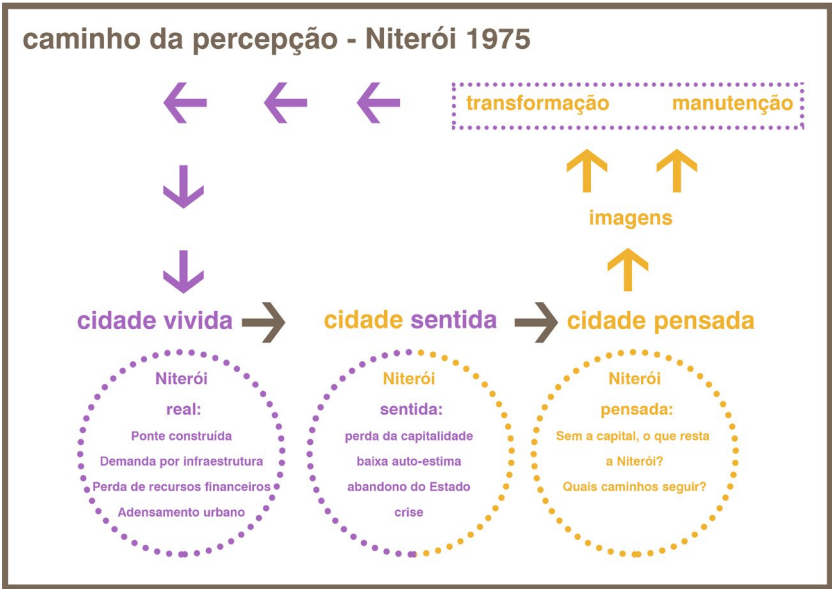 caminho da percepção - Niterói 1975
transformação manutenção
imagens
cidade vivida cidade sentida cidade pensada
Niterói
real:
Ponte construída
Demanda por infraestrutura
Perda de recursos financeiros
Adensamento urbano
Niterói
sentida:
perda da capitalidade
baixa auto-estima
abandono do Estado
crise
Niterói
pensada:
Sem a capital, o que resta
a Niterói?
Quais caminhos seguir?